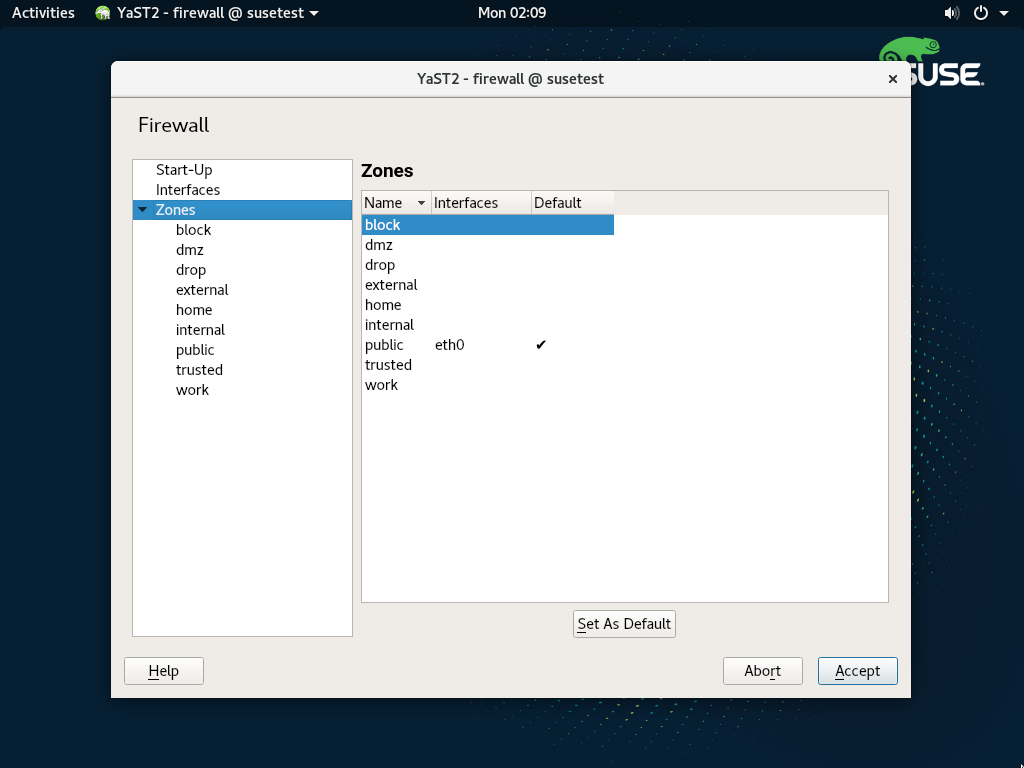 Activities YaST2 - firewall @ susetest Mon 02:09
SUSE
YaST2 - firewall @ susetest
Firewall
Start-Up
Interfaces
Zones
block
dmz
drop
external
home
internal
public
trusted
work
Zones
Name Interfaces Default
block
dmz
drop
external
home
internal
public eth0 ✔
trusted
work
Set As Default
Help Abort Accept